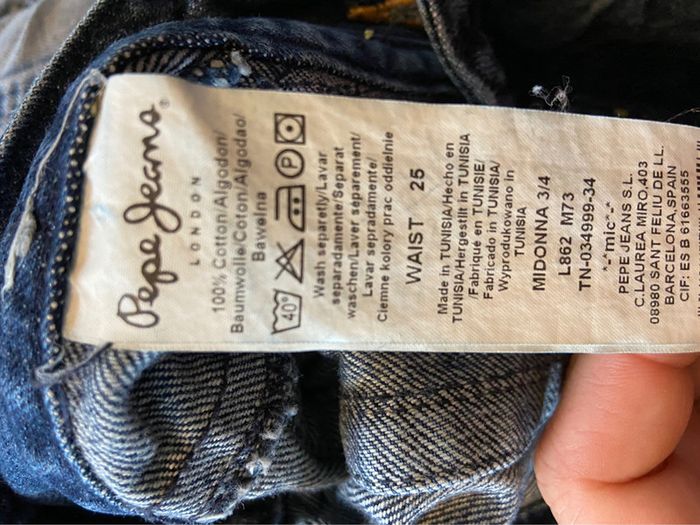 Pepe Jeans®
LONDON
100% Cotton/Algodon/
Baumwolle/Coton/Algodao/
Bawelna
40° P
Wash separetly/Lavar
separadamente/Separat
waschen/Laver separement/
Lavar sepradamente/
Ciemne kolory prac oddielnie
WAIST 25
Made in TUNISIA/Hecho en
TUNISIA/Hergestllt in TUNISIA
/Fabriqué en TUNISIE/
Fabricado in TUNISIA/
Wyprodukowano in
TUNISIA
MIDONNA 3/4
L862 M73
TN-034999-34
*-*mic*-*
PEPE JEANS S.L.
C. LAUREA MIRO,403
08980 SANT FELIU DE LL.
BARCELONA,SPAIN
CIF: ES B 61663555